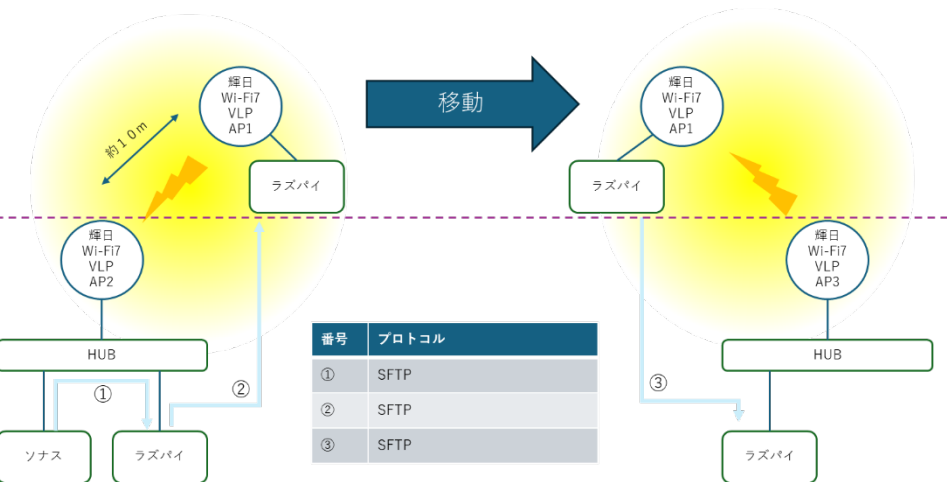 輝日
Wi-Fi7
VLP
AP1
約10m
ラズパイ
輝日
Wi-Fi7
VLP
AP2
HUB
①
②
ソナス
ラズパイ
移動
番号 プロトコル
① SFTP
② SFTP
③ SFTP
輝日
Wi-Fi7
VLP
AP1
ラズパイ
輝日
Wi-Fi7
VLP
AP3
HUB
③
ラズパイ